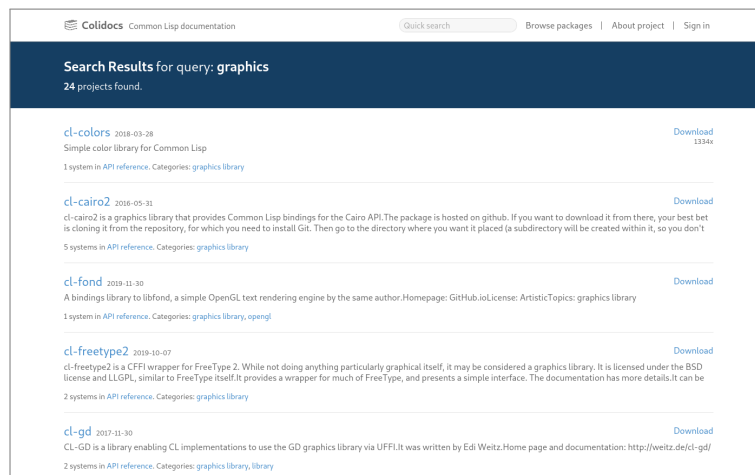 Colidocs Common Lisp documentation Quick search Browse packages | About project | Sign in
Search Results for query: graphics
24 projects found.
cl-colors 2018-03-28 Download
1334x
Simple color library for Common Lisp
1 system in API reference. Categories: graphics library
cl-cairo2 2016-05-31 Download
cl-cairo2 is a graphics library that provides Common Lisp bindings for the Cairo API.The package is hosted on github. If you want to download it from there, your best bet
is cloning it from the repository, for which you need to install Git. Then go to the directory where you want it placed (a subdirectory will be created within it, so you don't
5 systems in API reference. Categories: graphics library
cl-fond 2019-11-30 Download
A bindings library to libfond, a simple OpenGL text rendering engine by the same author.Homepage: GitHub.ioLicense: ArtisticTopics: graphics library
1 system in API reference. Categories: graphics library, opengl
cl-freetype2 2019-10-07 Download
cl-freetype2 is a CFFI wrapper for FreeType 2. While not doing anything particularly graphical itself, it may be considered a graphics library. It is licensed under the BSD
license and LLGPL, similar to FreeType itself.It provides a wrapper for much of FreeType, and presents a simple interface. The documentation has more details.It can be
2 systems in API reference. Categories: graphics library
cl-gd 2017-11-30 Download
CL-GD is a library enabling CL implementations to use the GD graphics library via UFFI.It was written by Edi Weitz.Home page and documentation: http://weitz.de/cl-gd/
2 systems in API reference. Categories: graphics library, library